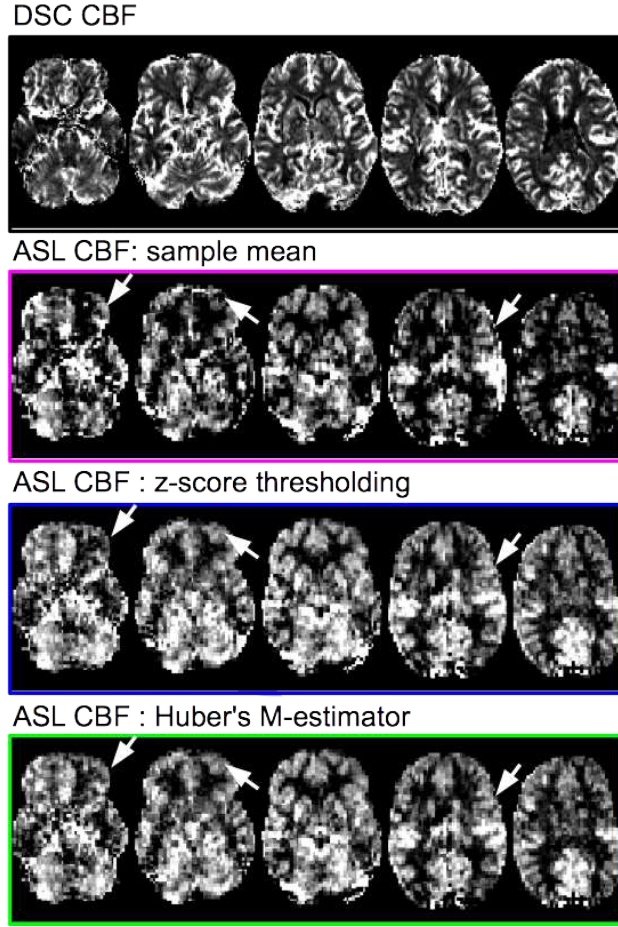 DSC CBF
ASL CBF: sample mean
ASL CBF : z-score thresholding
ASL CBF : Huber's M-estimator